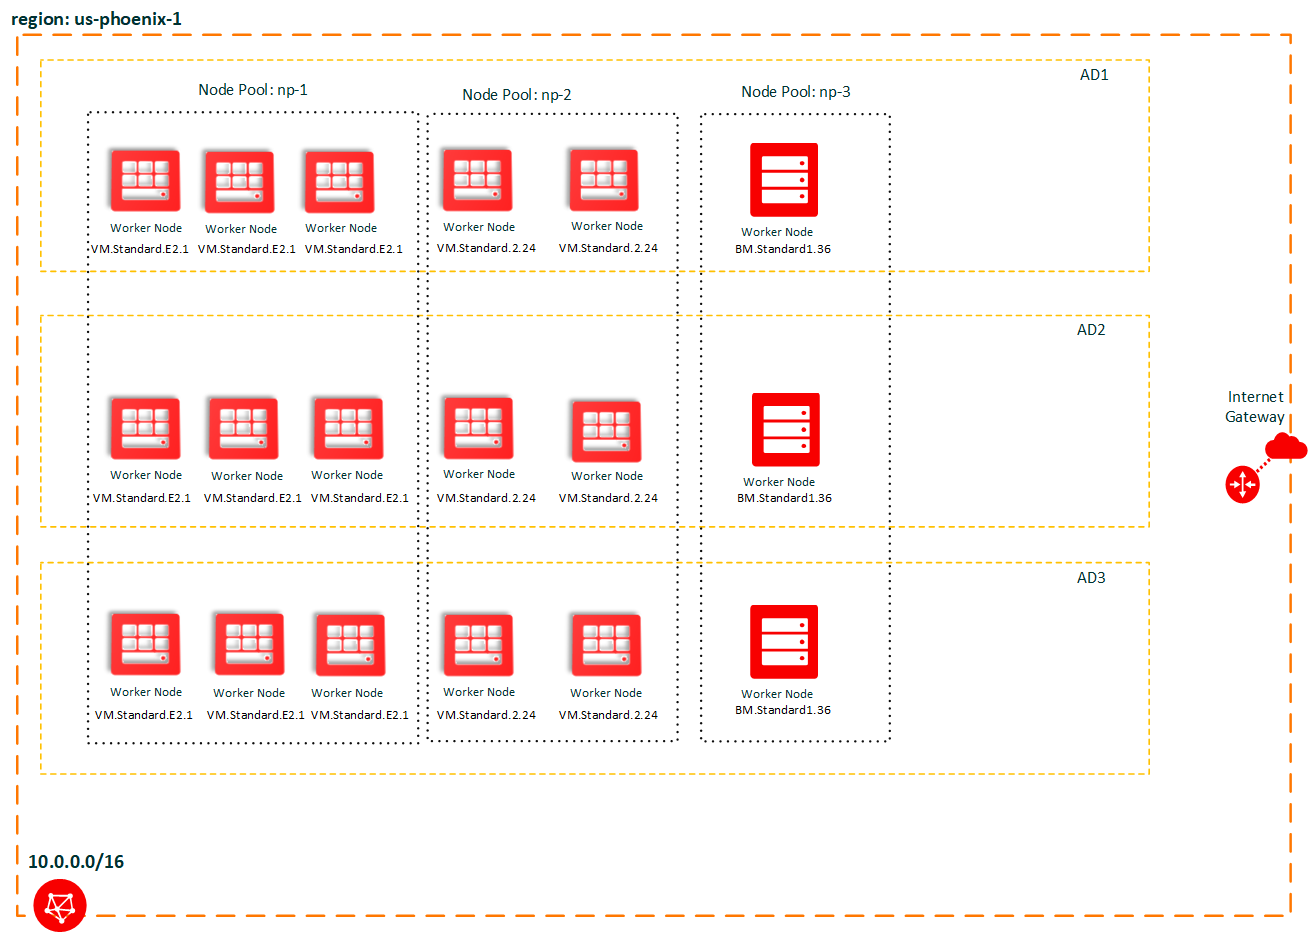 region: us-phoenix-1
AD1
Node Pool: np-1
Node Pool: np-2
Node Pool: np-3
Worker Node
VM.Standard.E2.1
Worker Node
VM.Standard.E2.1
Worker Node
VM.Standard.E2.1
Worker Node
VM.Standard.2.24
Worker Node
VM.Standard.2.24
Worker Node
BM.Standard1.36
AD2
Worker Node
VM.Standard.E2.1
Worker Node
VM.Standard.E2.1
Worker Node
VM.Standard.E2.1
Worker Node
VM.Standard.2.24
Worker Node
VM.Standard.2.24
Worker Node
BM.Standard1.36
Internet
Gateway
AD3
Worker Node
VM.Standard.E2.1
Worker Node
VM.Standard.E2.1
Worker Node
VM.Standard.E2.1
Worker Node
VM.Standard.2.24
Worker Node
VM.Standard.2.24
Worker Node
BM.Standard1.36
10.0.0.0/16